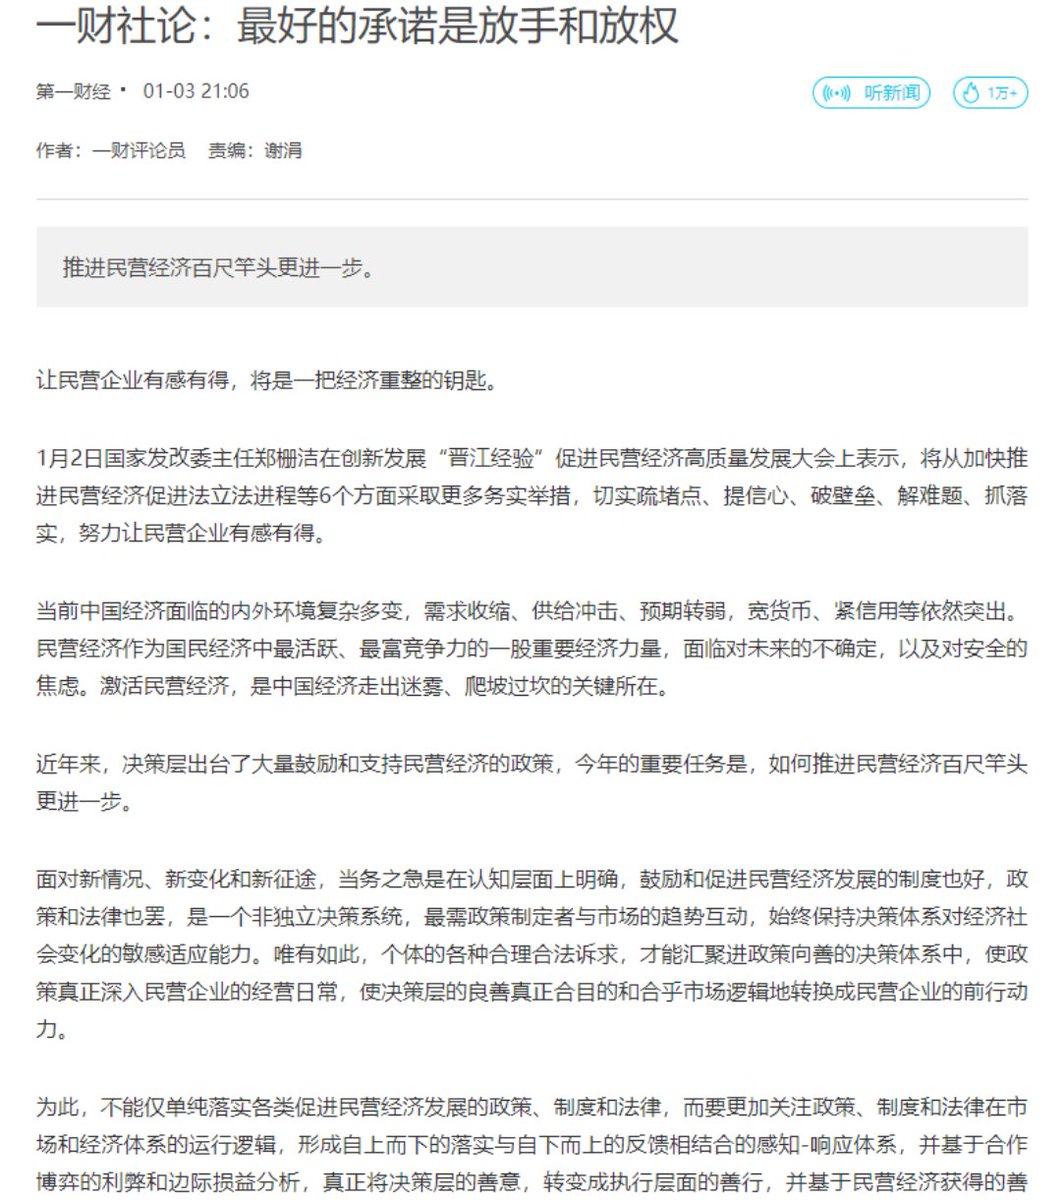 一财社论：最好的承诺是放手和放权
第一财经 • 01-03 21:06
听新闻
1万+
作者：一财评论员 责编：谢涓
推进民营经济百尺竿头更进一步。
让民营企业有感有得，将是一把经济重整的钥匙。
1月2日国家发改委主任郑栅洁在创新发展“晋江经验”促进民营经济高质量发展大会上表示，将从加快推
进民营经济促进法立法进程等6个方面采取更多务实举措，切实疏堵点、提信心、破壁垒、解难题、抓落
实，努力让民营企业有感有得。
当前中国经济面临的内外环境复杂多变，需求收缩、供给冲击、预期转弱，宽货币、紧信用等依然突出。
民营经济作为国民经济中最活跃、最富竞争力的一股重要经济力量，面临对未来的不确定，以及对安全的
焦虑。激活民营经济，是中国经济走出迷雾、爬坡过坎的关键所在。
近年来，决策层出台了大量鼓励和支持民营经济的政策，今年的重要任务是，如何推进民营经济百尺竿头
更进一步。
面对新情况、新变化和新征途，当务之急是在认知层面上明确，鼓励和促进民营经济发展的制度也好，政
策和法律也罢，是一个非独立决策系统，最需政策制定者与市场的趋势互动，始终保持决策体系对经济社
会变化的敏感适应能力。唯有如此，个体的各种合理合法诉求，才能汇聚进政策向善的决策体系中，使政
策真正深入民营企业的经营日常，使决策层的良善真正合目的和合乎市场逻辑地转换成民营企业的前行动
力。
为此，不能仅单纯落实各类促进民营经济发展的政策、制度和法律，而要更加关注政策、制度和法律在市
场和经济体系的运行逻辑，形成自上而下的落实与自下而上的反馈相结合的感知-响应体系，并基于合作
博弈的利弊和边际损益分析，真正将决策层的善意，转变成执行层面的善行，并基于民营经济获得的善